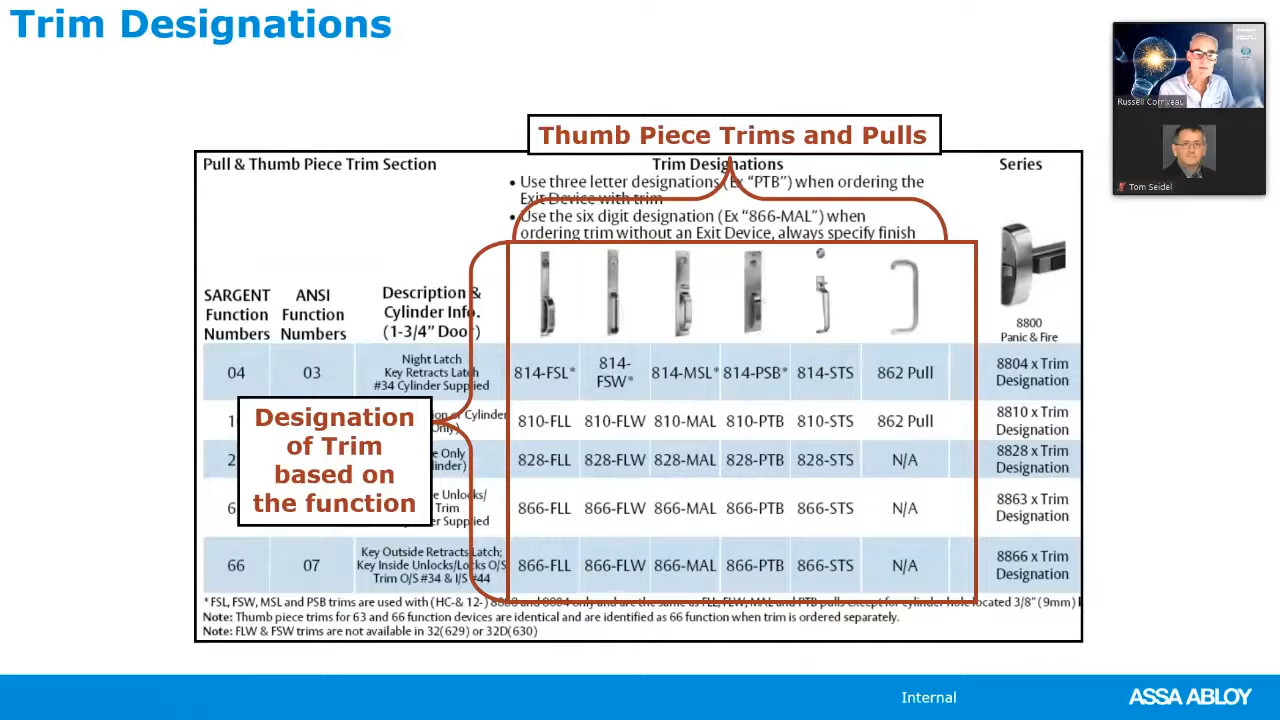 Trim Designations
Russell Corriveau
Tom Seidel
Thumb Piece Trims and Pulls
Pull & Thumb Piece Trim Section
Trim Designations
Series
• Use three letter designations (Ex “PTB”) when ordering the
Exit Device with trim
• Use the six digit designation (Ex “866-MAL”) when
ordering trim without an Exit Device, always specify finish
SARGENT
Function
Numbers
ANSI
Function
Numbers
Description &
Cylinder Info.
(1-3/4” Door)
8800
Panic & Fire
04
03
Night Latch
Key Retracts Latch
#34 Cylinder Supplied
814-FSL*
814-
FSW*
814-MSL*
814-PSB*
814-STS
862 Pull
8804 x Trim
Designation
Designation
of Trim
based on
the function
or Cylinder
Only)
810-FLL
810-FLW
810-MAL
810-PTB
810-STS
862 Pull
8810 x Trim
Designation
2
Only
828-FLL
828-FLW
828-MAL
828-PTB
828-STS
N/A
8828 x Trim
Designation
6
Unlocks/
Trim
Supplied
866-FLL
866-FLW
866-MAL
866-PTB
866-STS
N/A
8863 x Trim
Designation
66
07
Key Outside Retracts Latch;
Key Inside Unlocks/Locks O/S
Trim O/S #34 & I/S #44
866-FLL
866-FLW
866-MAL
866-PTB
866-STS
N/A
8866 x Trim
Designation
* FSL, FSW, MSL and PSB trims are used with (HC-& 12-) 8888 and 8804 only and are the same as FLL, FLW, MAL and PTB pulls except for cylinder hole located 3/8” (9mm)
Note: Thumb piece trims for 63 and 66 function devices are identical and are identified as 66 function when trim is ordered separately.
Note: FLW & FSW trims are not available in 32(629) or 32D(630)
Internal
ASSA ABLOY